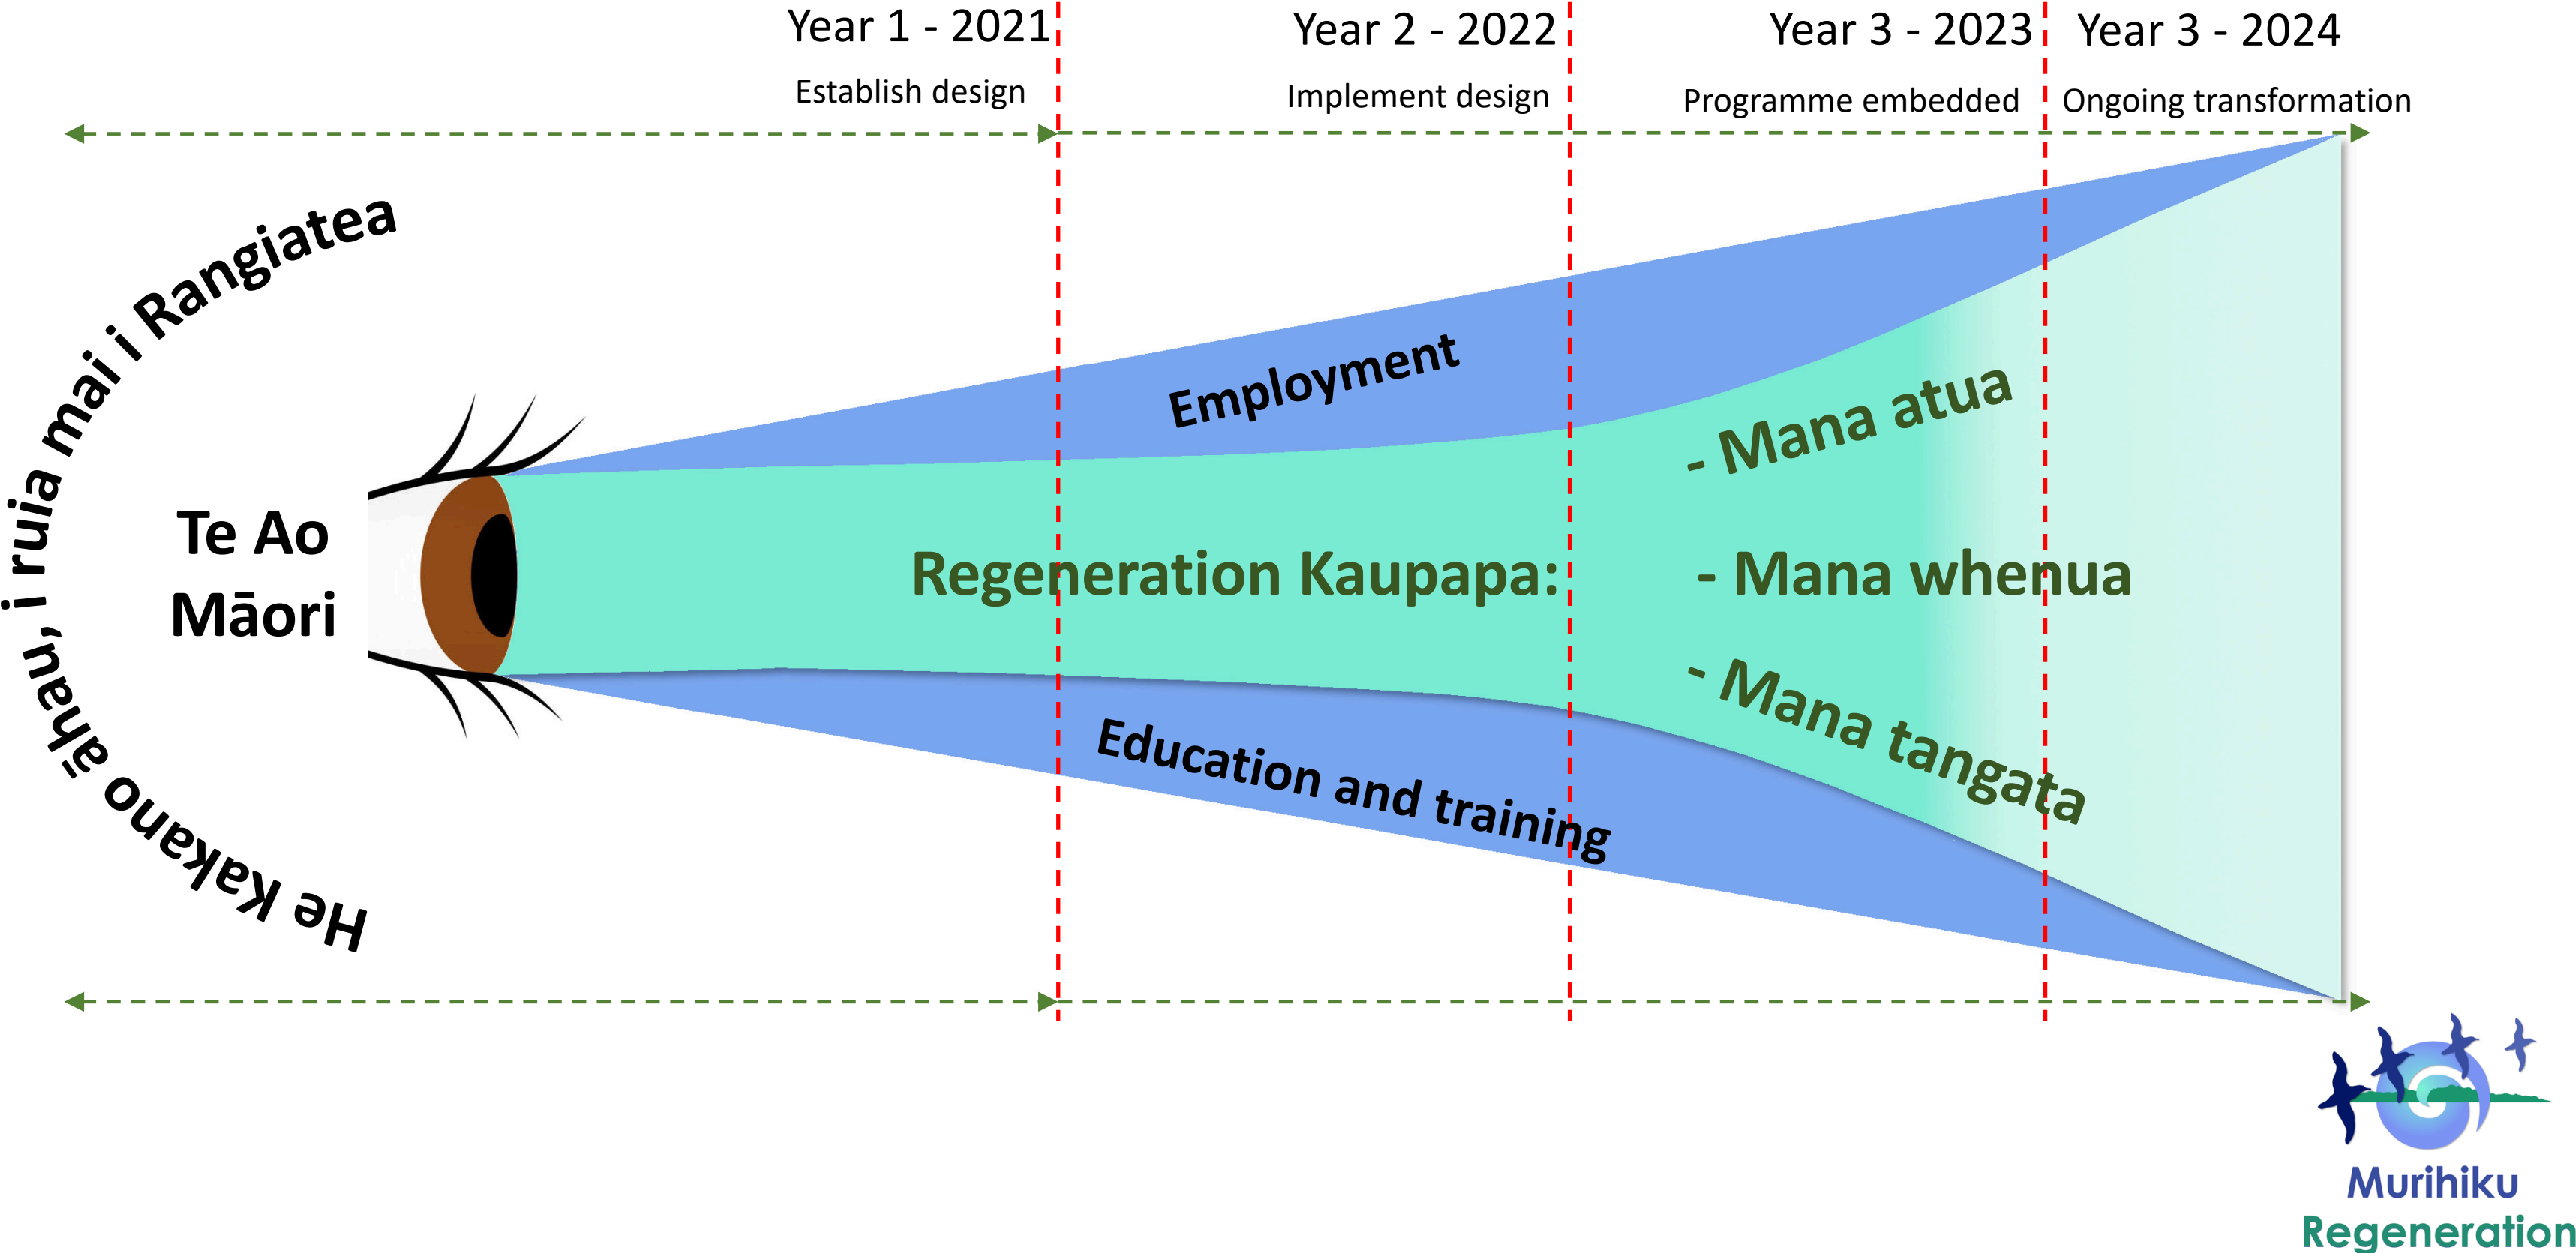 Year 1 - 2021
Establish design
Year 2 - 2022
Implement design
Year 3 - 2023
Programme embedded
Year 3 - 2024
Ongoing transformation
He Kakano āhau, i ruia mai i Rangiatea
Te Ao
Māori
Employment
Regeneration Kaupapa:
- Mana atua
- Mana whenua
- Mana tangata
Education and training
Murihiku
Regeneration